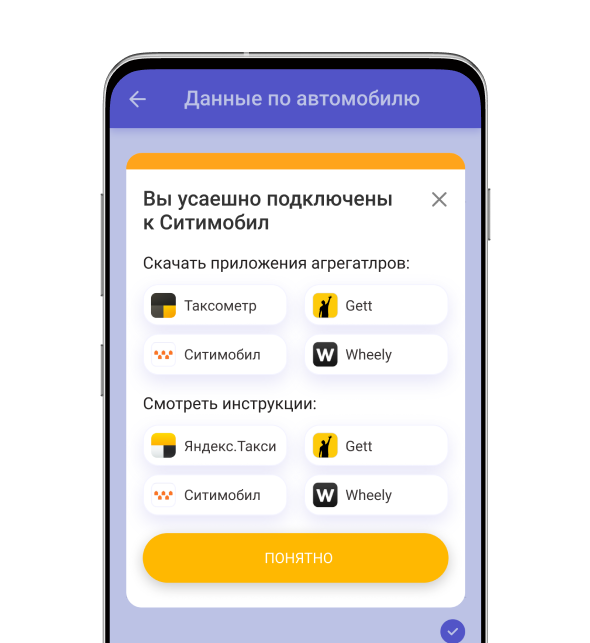 Данные по автомобилю
Вы усаешно подключены
к Ситимобил
Скачать приложения агрегатлров:
Таксометр
Gett
Ситимобил
W Wheely
Смотреть инструкции:
Яндекс.Такси
Gett
Ситимобил
W Wheely
ПОНЯТНО